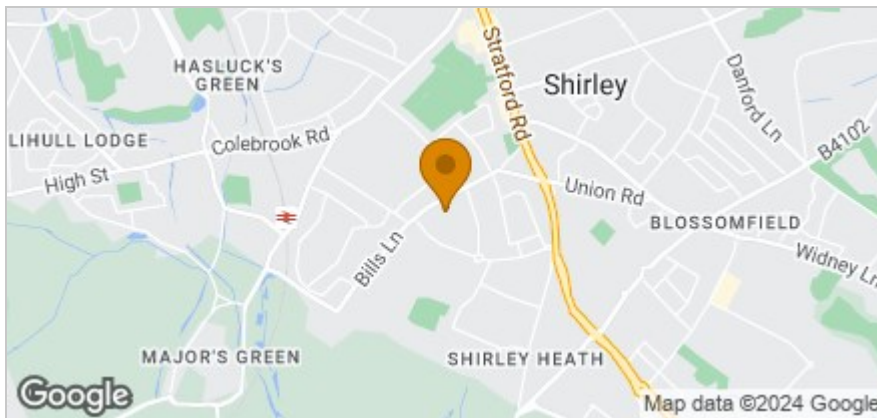 HASLUCK'S
GREEN
Shirley
Stratford Rd
Danford Ln
LIHULL LODGE
Colebrook Rd
B4102
High St
Union Rd
BLOSSOMFIELD
Bills Ln
Widney Ln
MAJOR'S GREEN
SHIRLEY HEATH
Google
Map data ©2024 Google